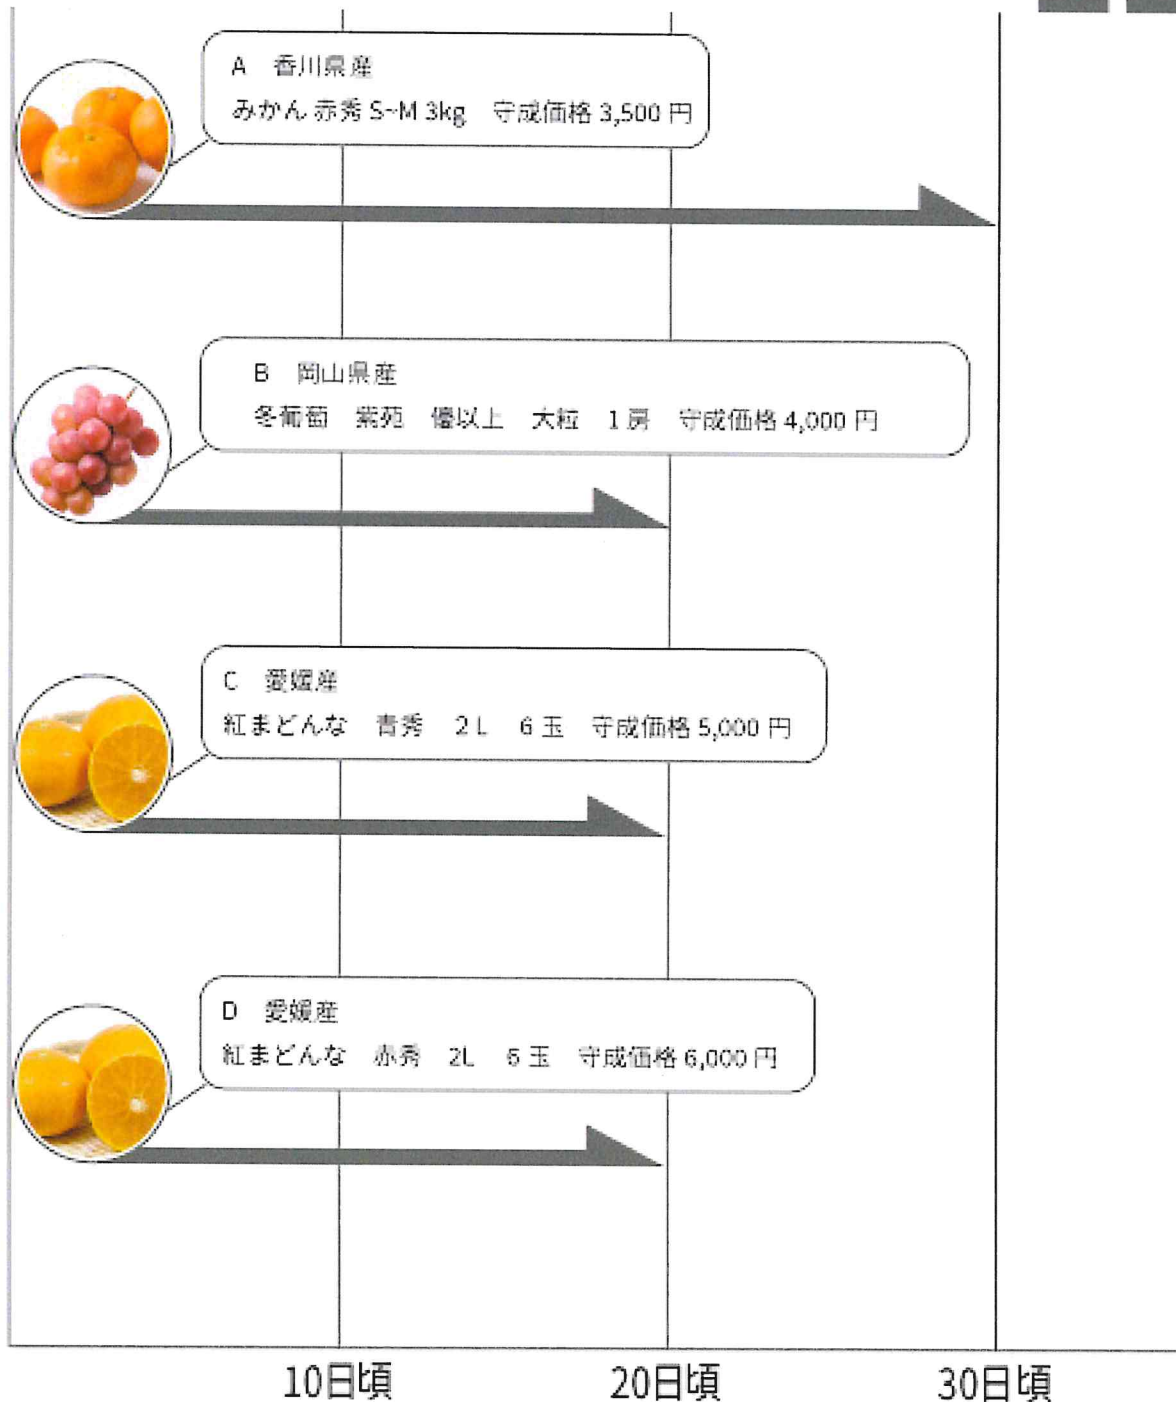 A 香川県産
みかん 赤秀 S~M 3kg 守成価格 3,500 円
B 岡山県産
冬葡萄 紫苑 優以上 大粒 1房 守成価格 4,000 円
C 愛媛産
紅まどんな 青秀 2L 6玉 守成価格 5,000 円
D 愛媛産
紅まどんな 赤秀 2L 6玉 守成価格 6,000 円
10日頃 20日頃 30日頃